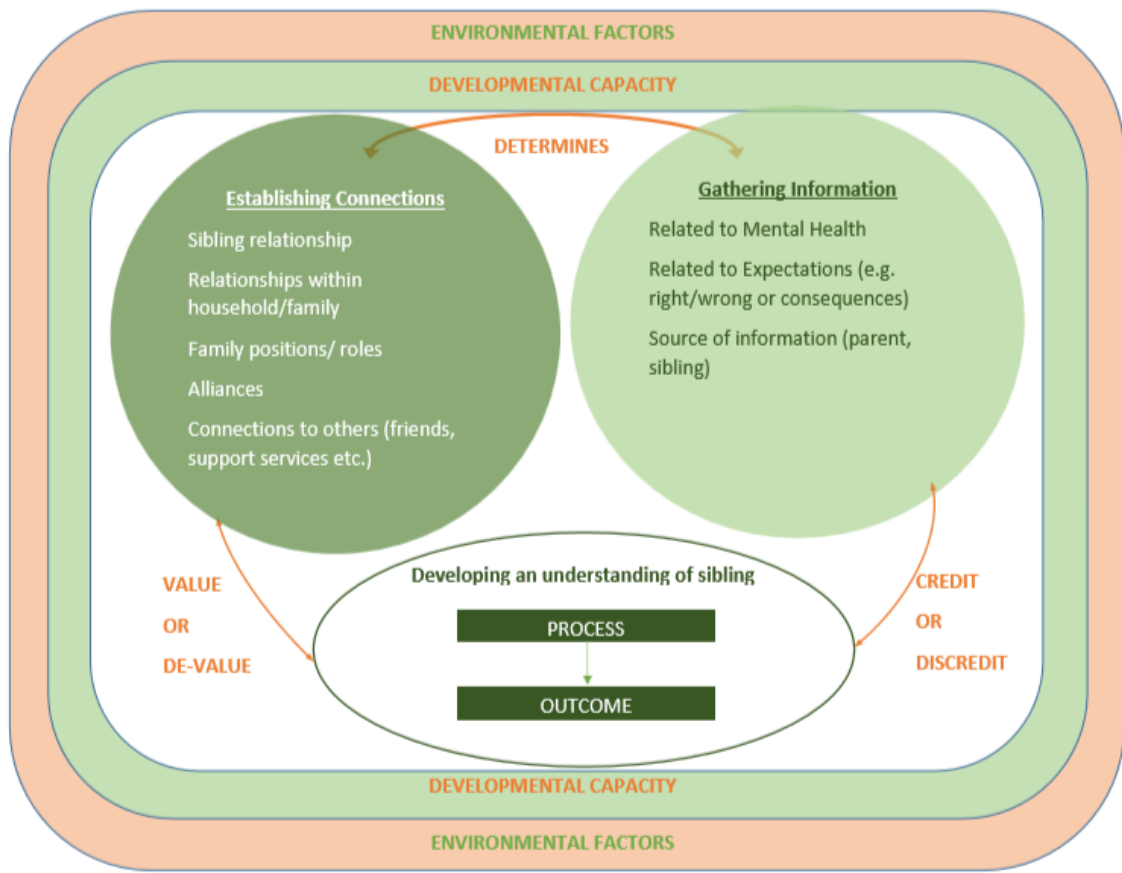 ENVIRONMENTAL FACTORS
DEVELOPMENTAL CAPACITY
DETERMINES
Establishing Connections
Sibling relationship
Relationships within
household/family
Family positions/ roles
Alliances
Connections to others (friends,
support services etc.)
Gathering Information
Related to Mental Health
Related to Expectations (e.g.
right/wrong or consequences)
Source of information (parent,
sibling)
VALUE
OR
DE-VALUE
Developing an understanding of sibling
PROCESS
OUTCOME
CREDIT
OR
DISCREDIT
DEVELOPMENTAL CAPACITY
ENVIRONMENTAL FACTORS